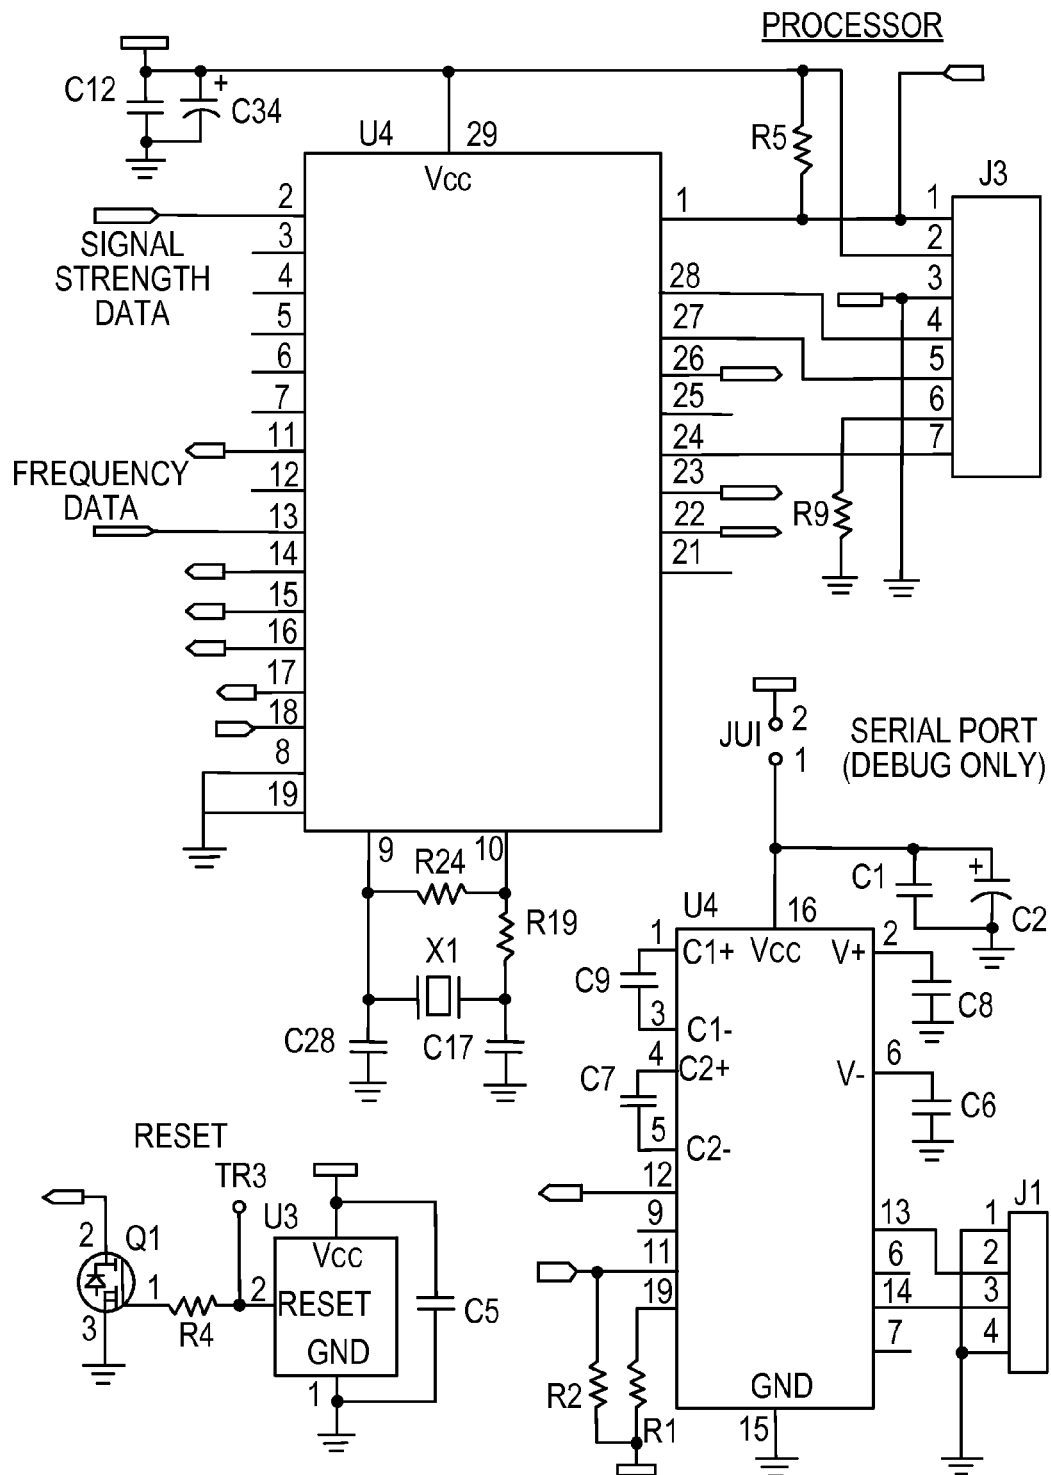 PROCESSOR
C12
+
C34
U4
29
VCC
R5
J3
2
SIGNAL
STRENGTH
DATA
3
4
5
6
7
11
FREQUENCY
DATA
12
13
14
15
16
17
18
8
19
1
28
27
26
25
24
23
22
21
1
2
3
4
5
6
7
R9
9
10
R24
R19
X1
C28
C17
JUI
2
1
SERIAL PORT
(DEBUG ONLY)
C1
+
C2
U4
16
1
C1+
VCC
V+
2
C9
C8
3
C1-
4
C2+
V-
6
C7
C6
5
C2-
12
9
11
19
13
6
14
7
J1
1
2
3
4
R2
R1
GND
15
RESET
TR3
2
Q1
1
3
R4
U3
VCC
2
RESET
GND
1
C5